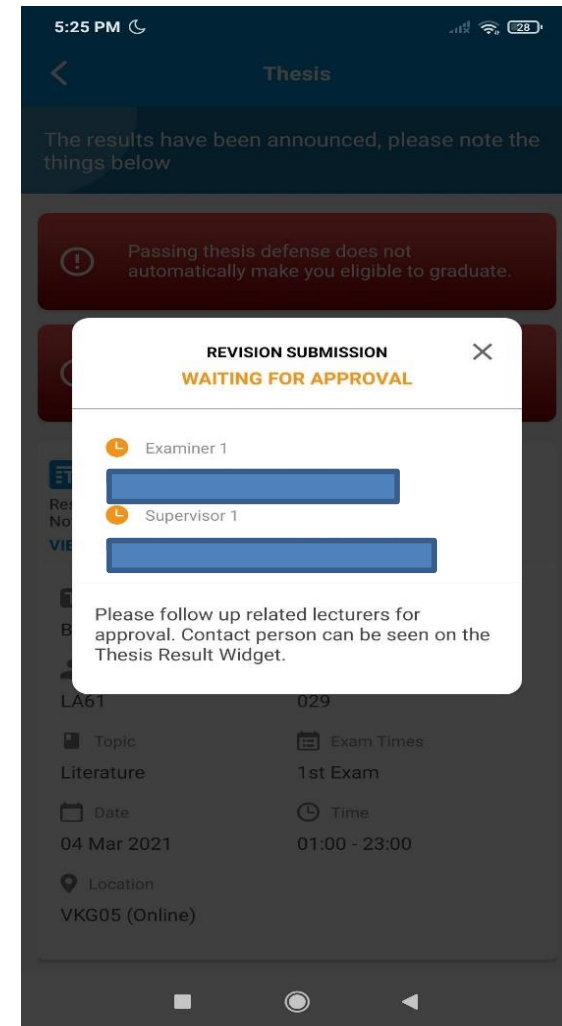 5:25 PM
28
Thesis
The results have been announced, please note the
things below
Passing thesis defense does not
automatically make you eligible to graduate.
REVISION SUBMISSION
WAITING FOR APPROVAL
Examiner 1
Supervisor 1
Please follow up related lecturers for
approval. Contact person can be seen on the
Thesis Result Widget.
LA61
029
Topic
Exam Times
Literature
1st Exam
Date
Time
04 Mar 2021
01:00 - 23:00
Location
VKG05 (Online)